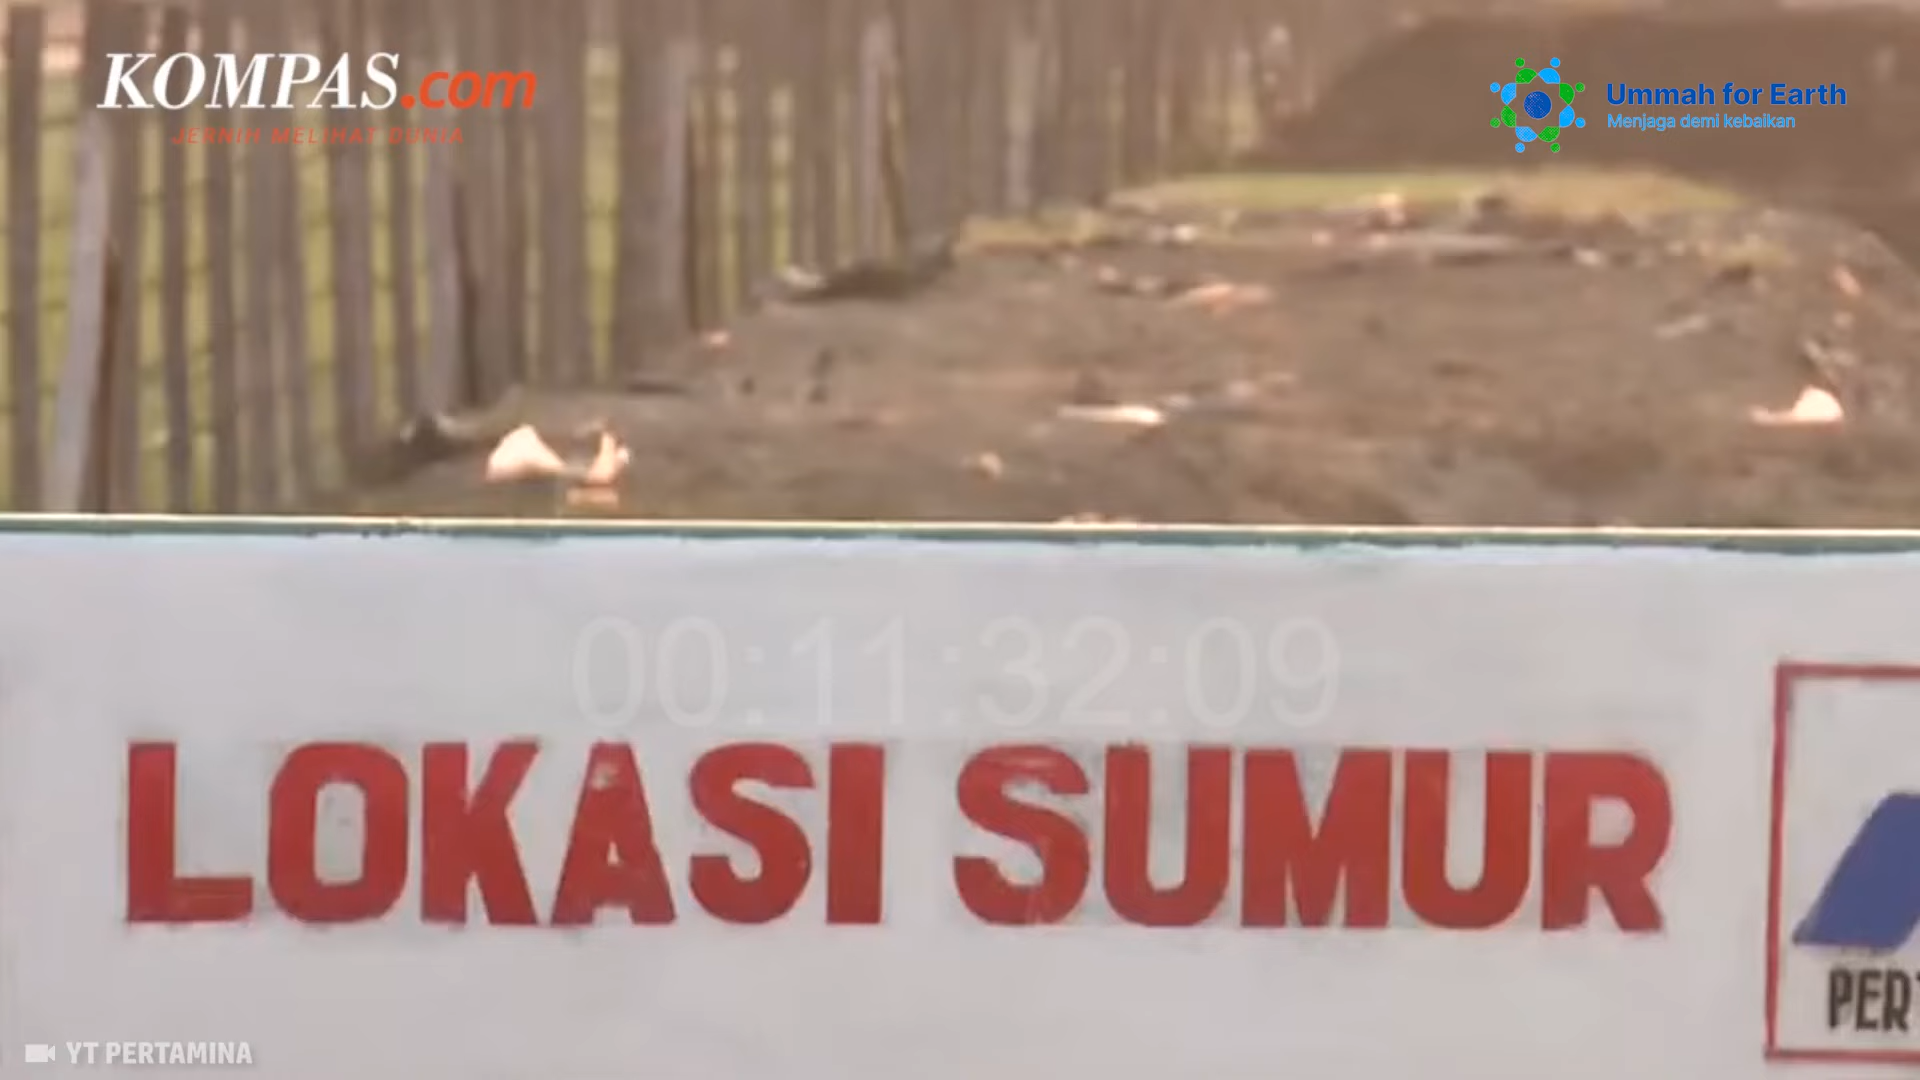 KOMPAS.com
JERNIH MELIHAT DUNIA
Ummah for Earth
Menjaga demi kebaikan
00:11:32:09
LOKASI SUMUR
PER
YT PERTAMINA